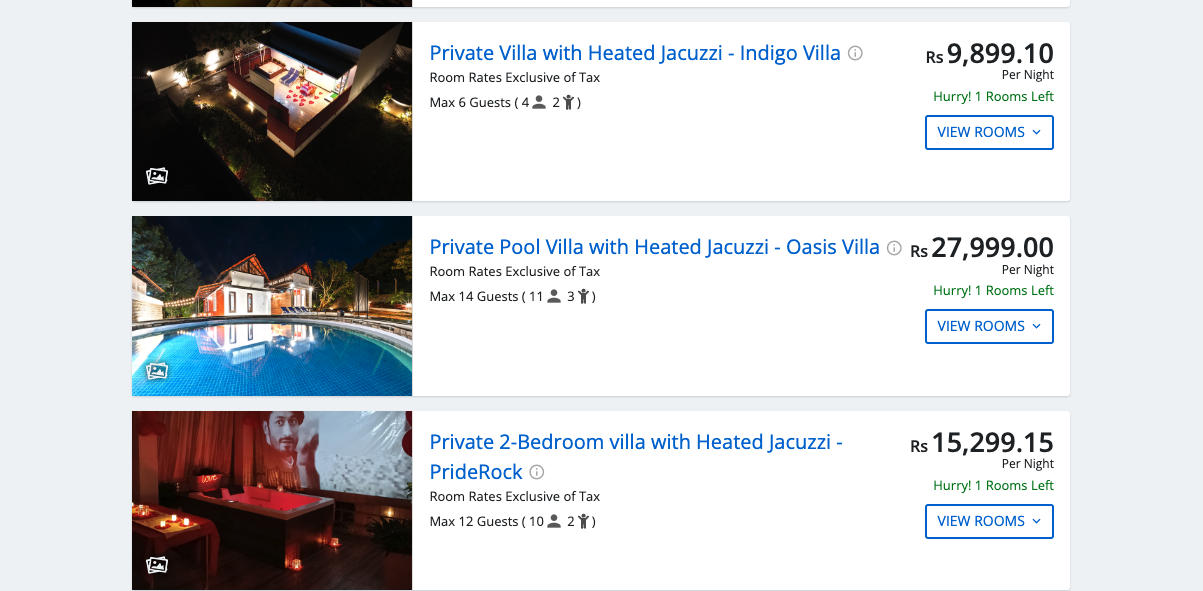 Private Villa with Heated Jacuzzi - Indigo Villa
Rs 9,899.10
Room Rates Exclusive of Tax
Per Night
Max 6 Guests ( 4 2 )
Hurry! 1 Rooms Left
VIEW ROOMS
Private Pool Villa with Heated Jacuzzi - Oasis Villa
Rs 27,999.00
Room Rates Exclusive of Tax
Per Night
Max 14 Guests ( 11 3 )
Hurry! 1 Rooms Left
VIEW ROOMS
Private 2-Bedroom villa with Heated Jacuzzi -
PrideRock
Rs 15,299.15
Per Night
Room Rates Exclusive of Tax
Hurry! 1 Rooms Left
Max 12 Guests ( 10 2 )
VIEW ROOMS
love